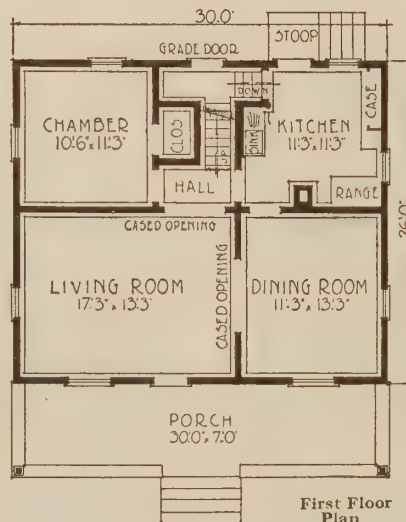 30.0'
STOOP
GRADE DOOR
DOWN
CASE
CHAMBER
10'6" x 11'3"
CLOS
UP
SINK
KITCHEN
11'3" x 11'3"
HALL
RANGE
26'0"
CASED OPENING
LIVING ROOM
17'3" x 13'3"
CASED OPENING
DINING ROOM
11'3" x 13'3"
PORCH
30'0" x 7'0"
First Floor
Plan